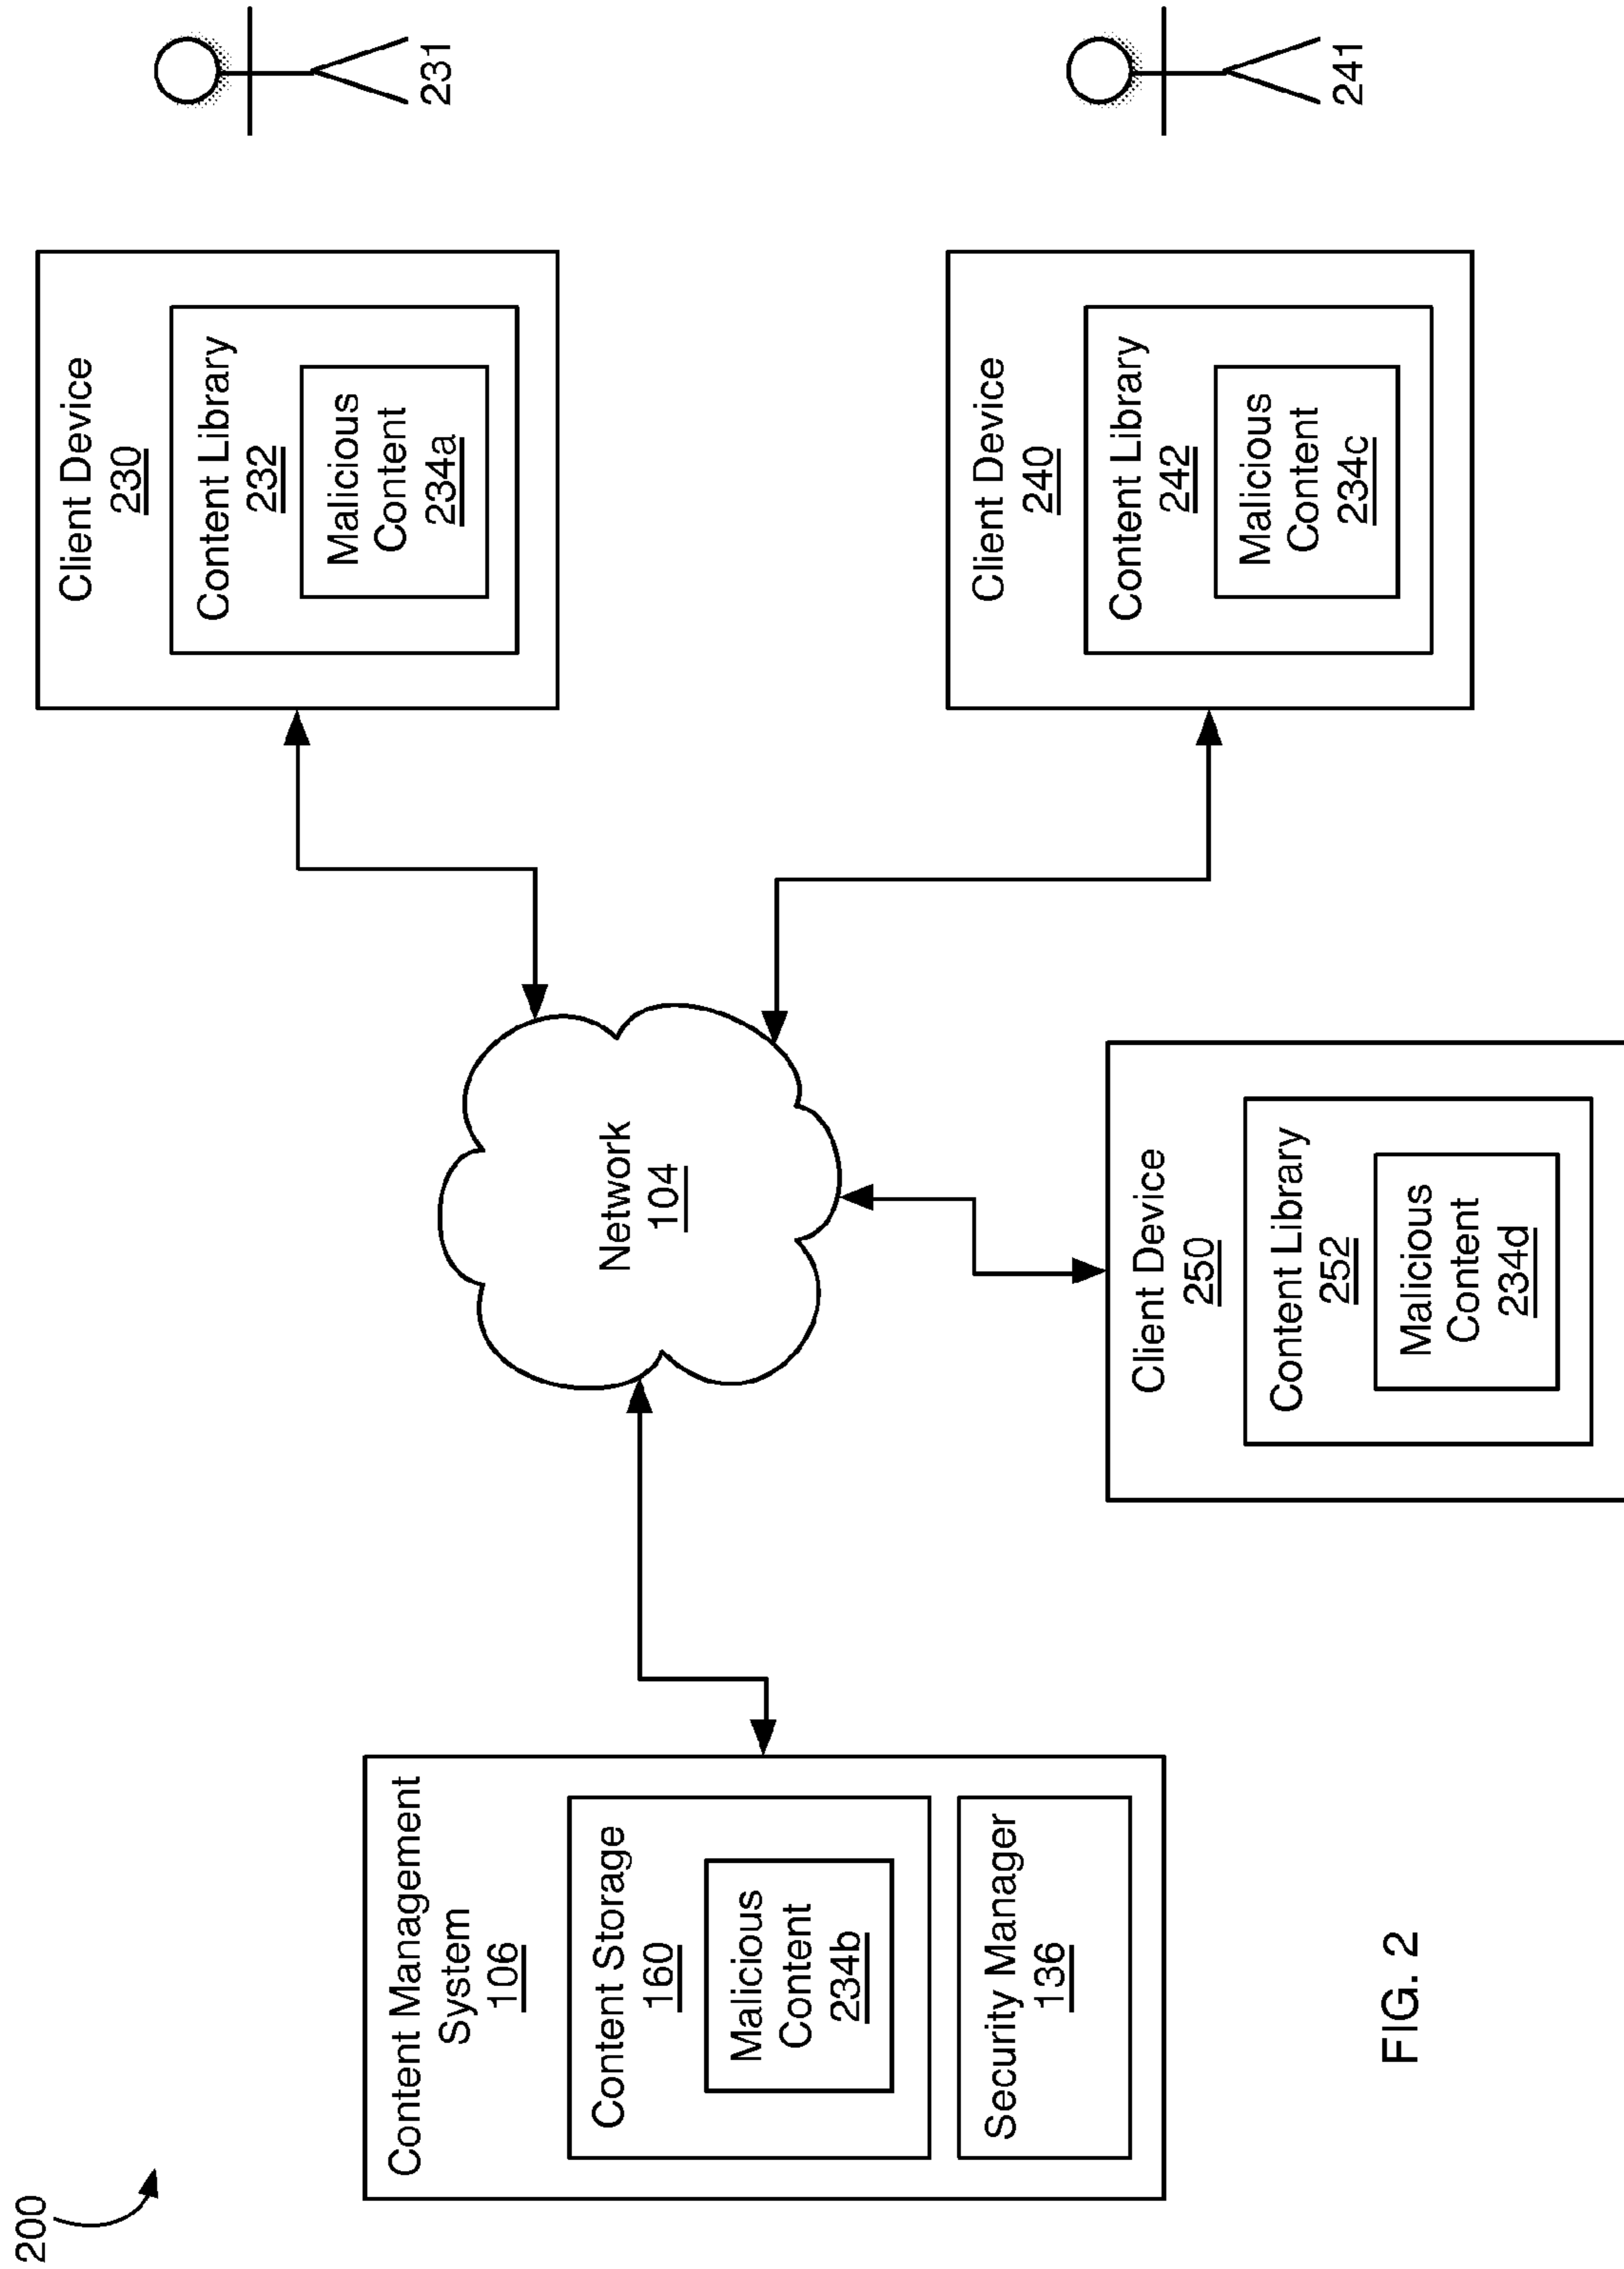 200
Content Management
System
106
Content Storage
160
Malicious
Content
234b
Security Manager
136
Network
104
Client Device
230
Content Library
232
Malicious
Content
234a
231
Client Device
240
Content Library
242
Malicious
Content
234c
241
Client Device
250
Content Library
252
Malicious
Content
234d
FIG. 2